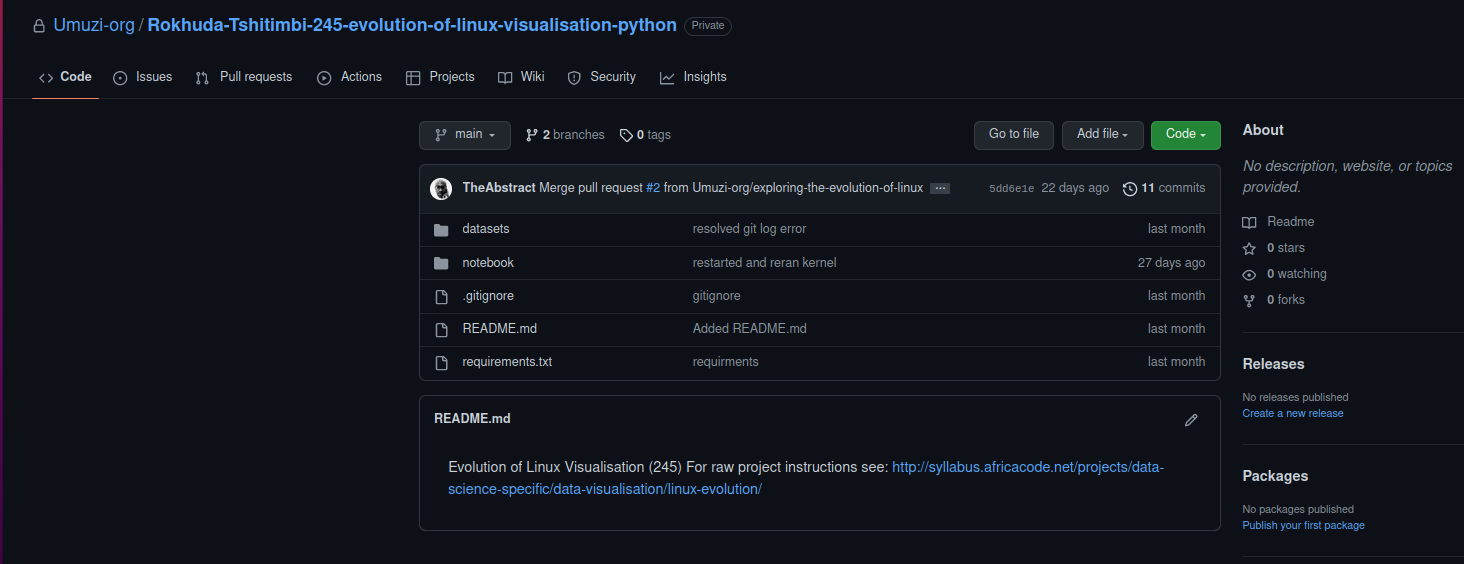 Umuzi-org / Rokhuda-Tshitimbi-245-evolution-of-linux-visualisation-python Private
Code Issues Pull requests Actions Projects Wiki Security Insights
main 2 branches 0 tags Go to file Add file Code
TheAbstract Merge pull request #2 from Umuzi-org/exploring-the-evolution-of-linux ... 5dd6e1e 22 days ago 11 commits
datasets resolved git log error last month
notebook restarted and reran kernel 27 days ago
.gitignore gitignore last month
README.md Added README.md last month
requirements.txt requirments last month
README.md
Evolution of Linux Visualisation (245) For raw project instructions see: http://syllabus.africacode.net/projects/data-
science-specific/data-visualisation/linux-evolution/
About
No description, website, or topics
provided.
Readme
0 stars
0 watching
0 forks
Releases
No releases published
Create a new release
Packages
No packages published
Publish your first package